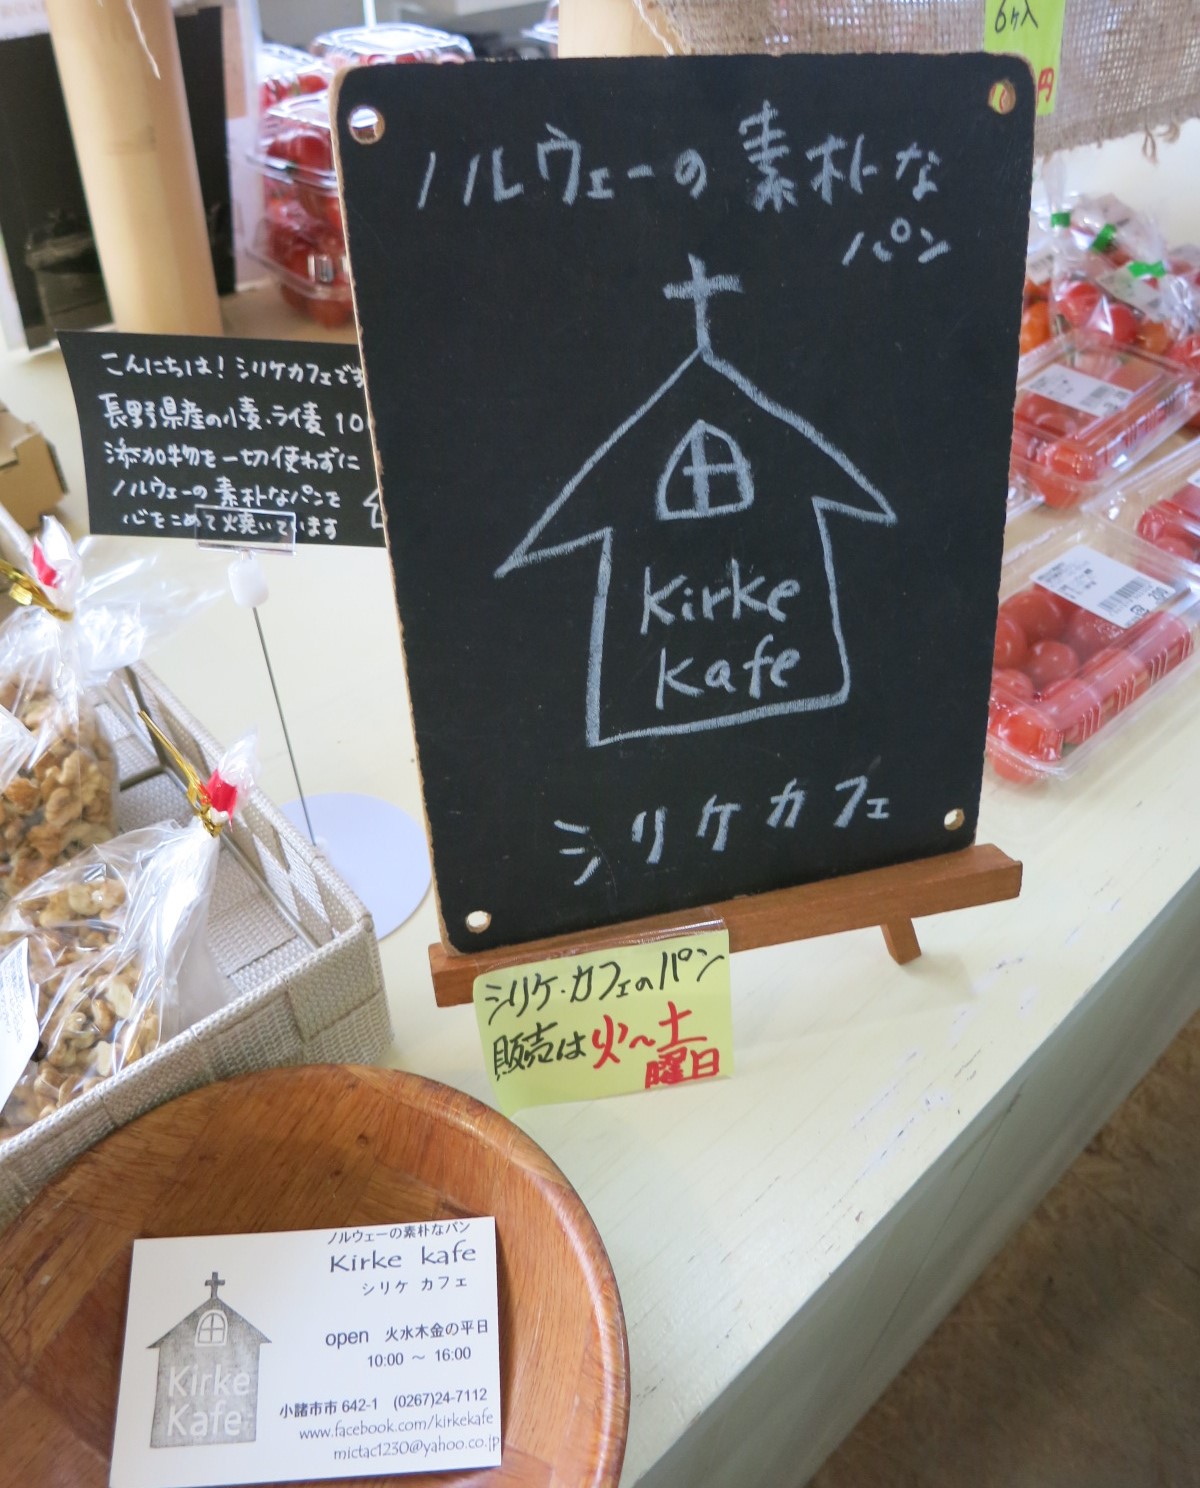 6ケ入
円
ノルウェーの素朴な
パン
Kirke
Kafe
シリケカフェ
こんにちは!シリケカフェです
長野県産の小麦・ライ麦10
添加物を一切使わずに
ノルウェーの素朴なパンを
心をこめて焼いています
シリケ・カフェのパン
販売は火〜土
曜日
ノルウェーの素朴なパン
Kirke kafe
シリケ カフェ
open 火水木金の平日
10:00 〜 16:00
小諸市市 642-1 (0267)24-7112
www.facebook.com/kirkekafe
mictac1230@yahoo.co.jp
Kirke
Kafe